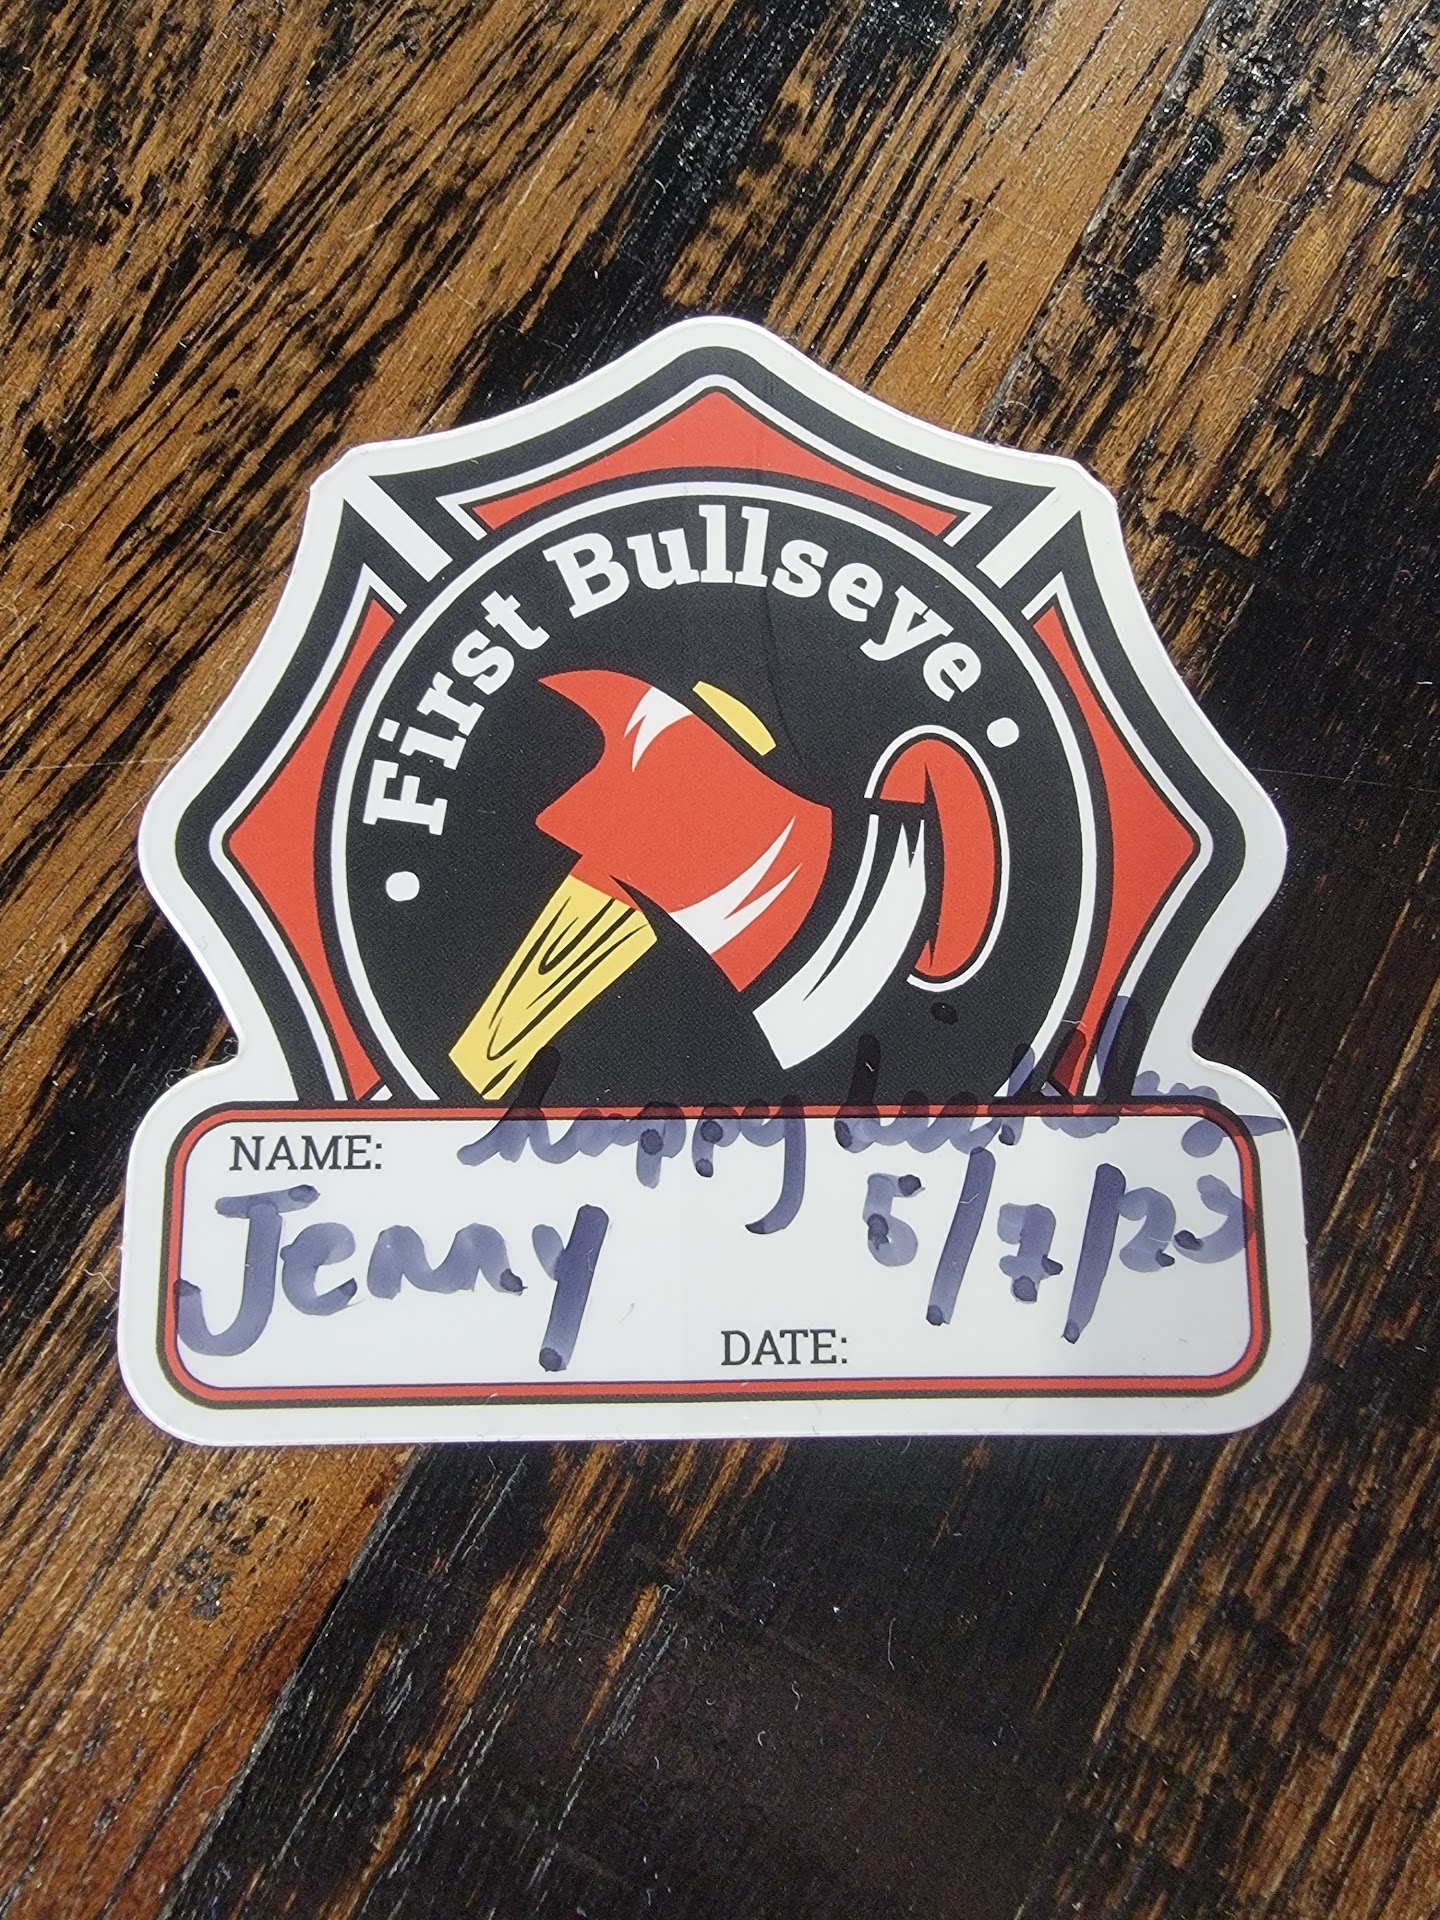 First Bullseye
NAME:
happy birthday
Jenny
5/7/23
DATE: